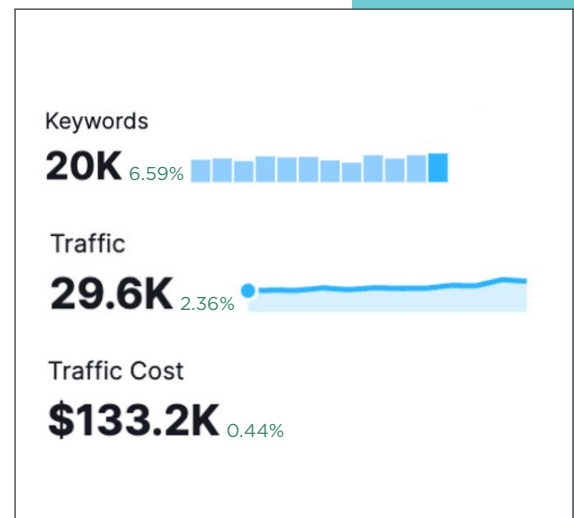 Keywords
20K 6.59%
Traffic
29.6K 2.36%
Traffic Cost
$133.2K 0.44%